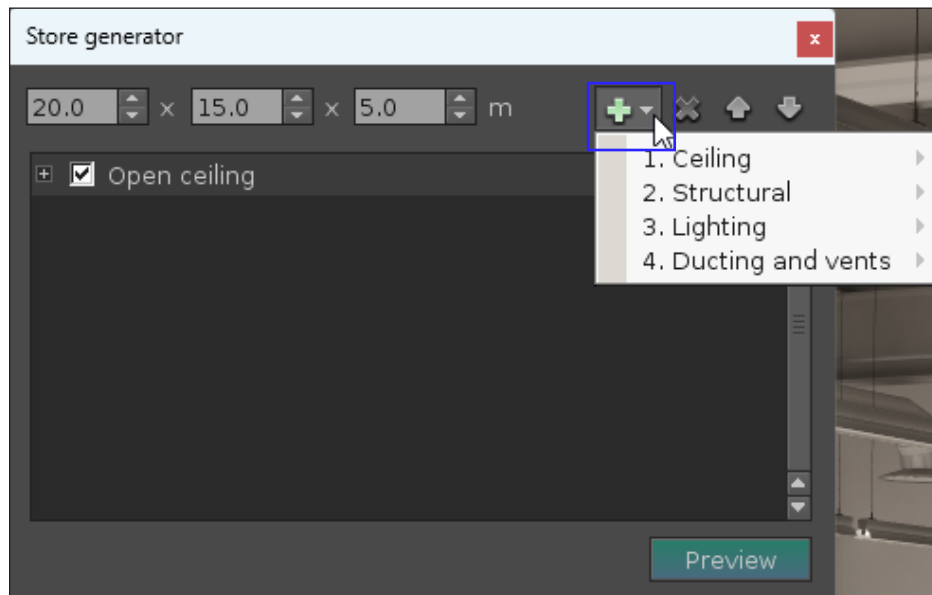 Store generator
x
20.0 x 15.0 x 5.0 m
1. Ceiling
Open ceiling
2. Structural
3. Lighting
4. Ducting and vents
Preview